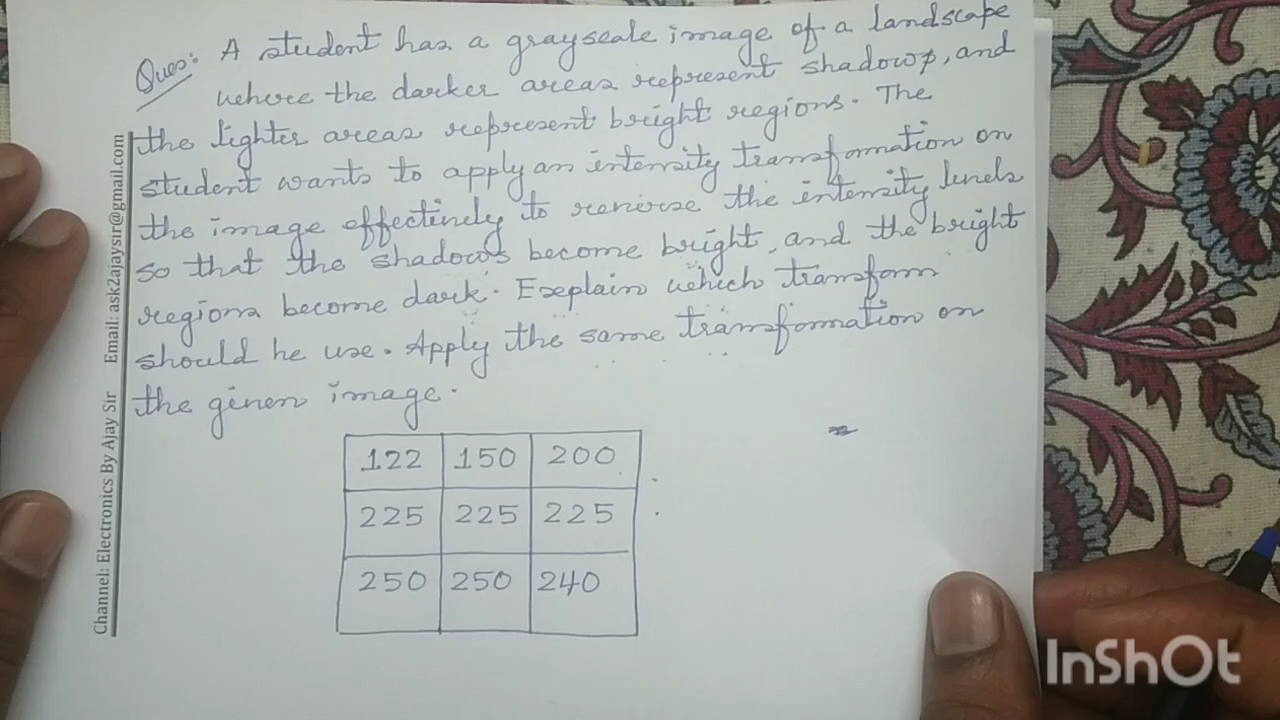 Ques: A student has a grayscale image of a landscape
where the darker areas represent shadows, and
the lighter areas represent bright regions. The
student wants to apply an intensity transformation on
the image effectively to reverse the intensity levels
so that the shadows become bright, and the bright
regions become dark. Explain which transform
should he use. Apply the same transformation on
the given image.
122 150 200
225 225 225
250 250 240
Channel: Electronics By Ajay Sir Email: ask2ajaysir@gmail.com
InShOt